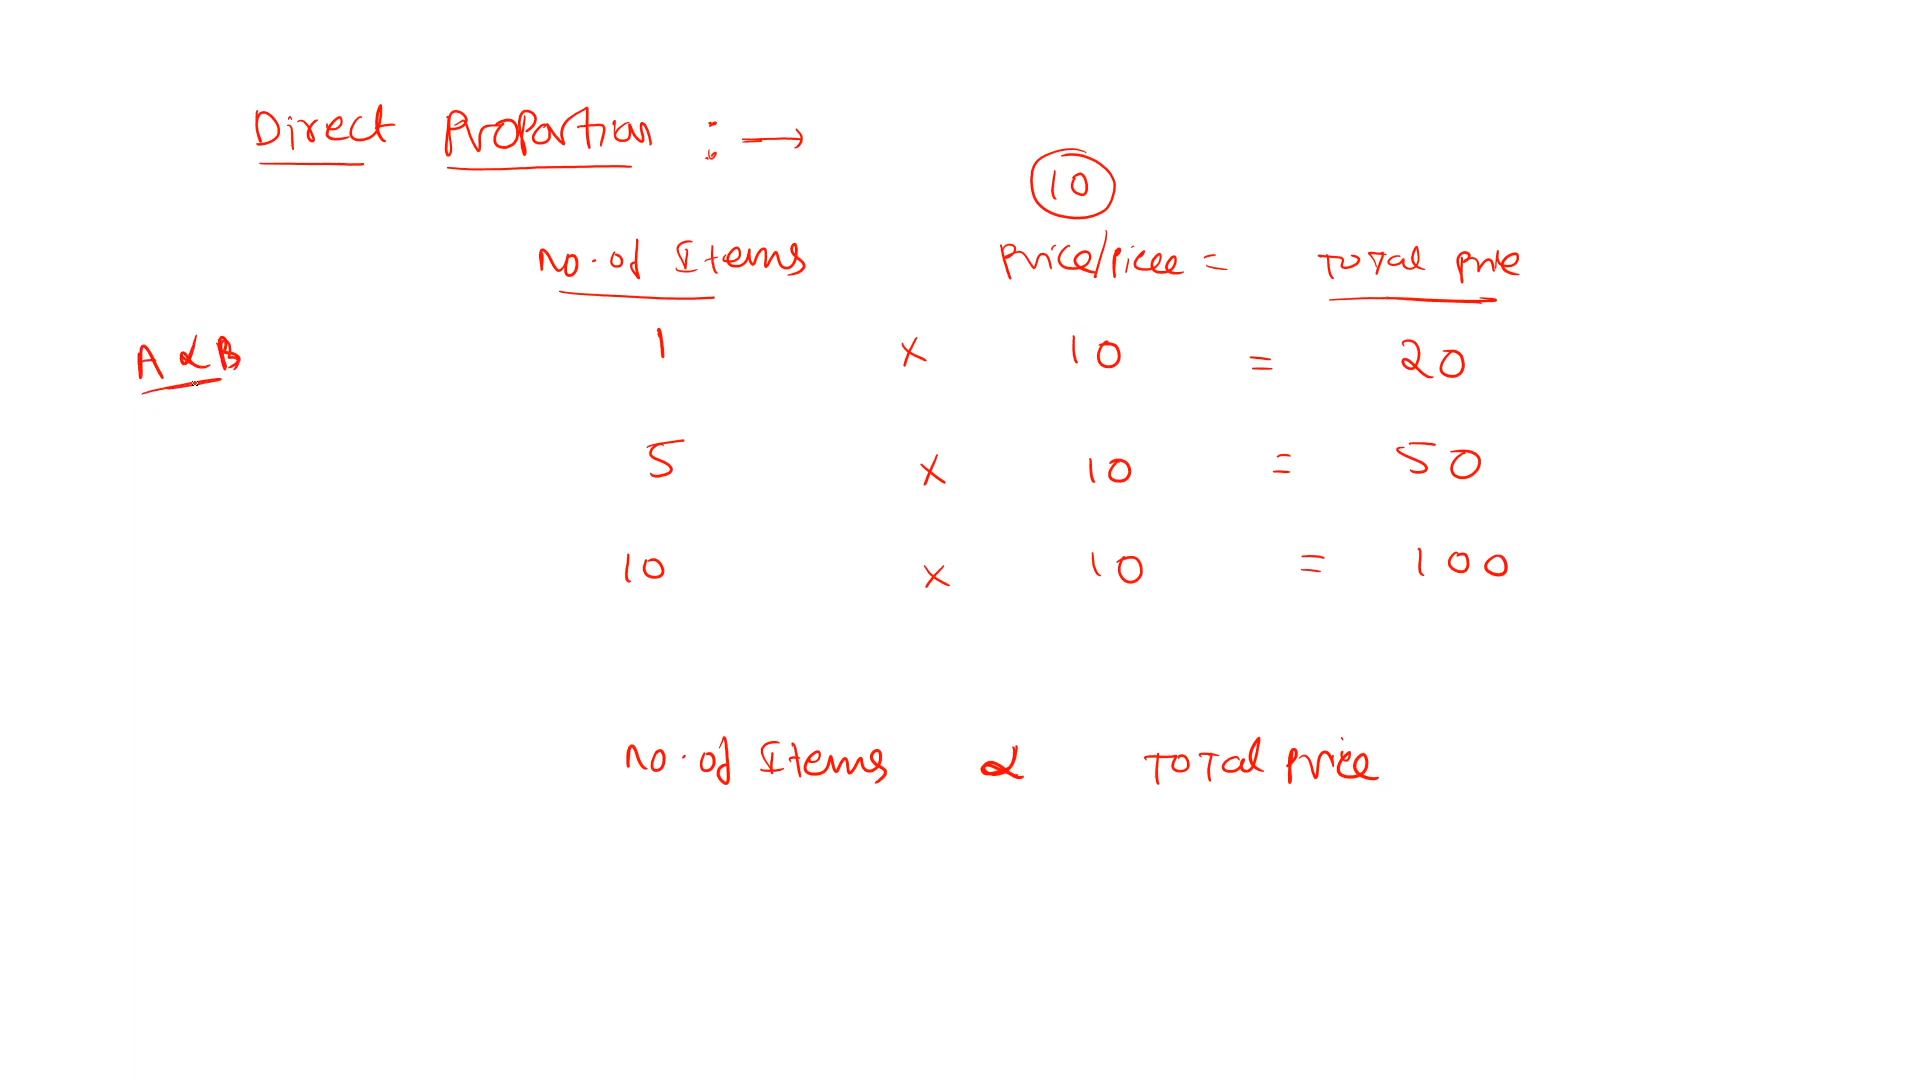 Direct Proportion : →
10
No. of Items Price/Piece = Total Price
A ∝ B 1 × 10 = 20
5 × 10 = 50
10 × 10 = 100
No. of Items ∝ Total Price